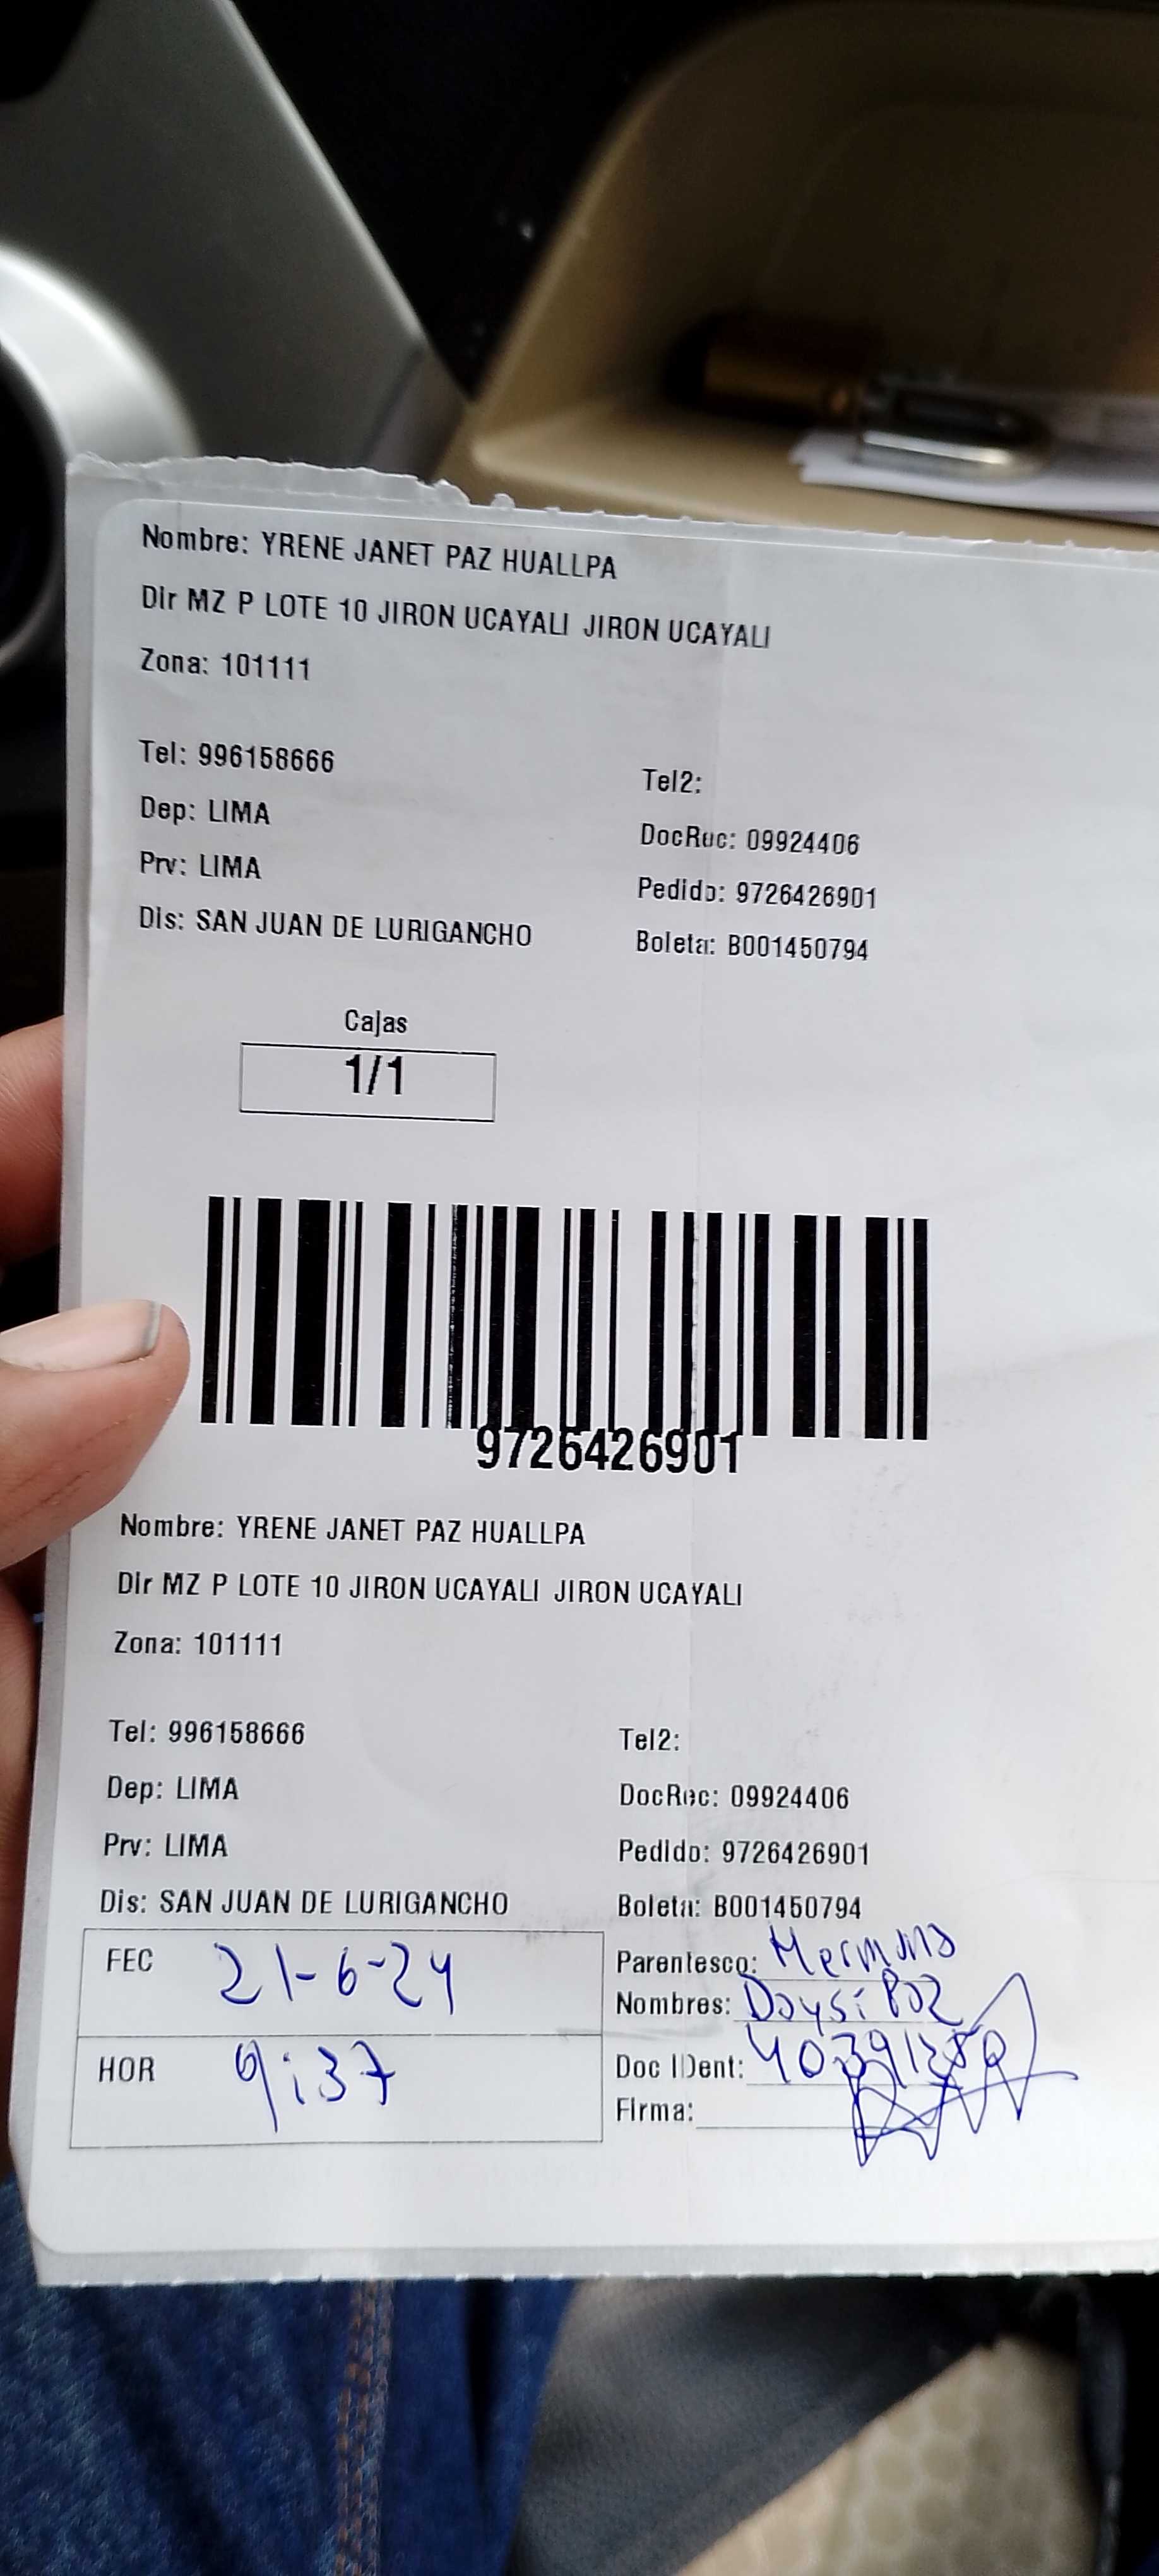 Nombre: YRENE JANET PAZ HUALLPA
Dir MZ P LOTE 10 JIRON UCAYALI JIRON UCAYALI
Zona: 101111
Tel: 996158666 Tel2:
Dep: LIMA DocRec: 09924406
Prv: LIMA Pedido: 9726426901
Dis: SAN JUAN DE LURIGANCHO Boleta: B001450794
Cajas
1/1
9726426901
Nombre: YRENE JANET PAZ HUALLPA
Dir MZ P LOTE 10 JIRON UCAYALI JIRON UCAYALI
Zona: 101111
Tel: 996158666 Tel2:
Dep: LIMA DocRec: 09924406
Prv: LIMA Pedido: 9726426901
Dis: SAN JUAN DE LURIGANCHO Boleta: B001450794
FEC 21-6-24 Parentesco: Hermana
Nombres: Daysi Paz
HOR 9:37 Doc IDent:
Firma: